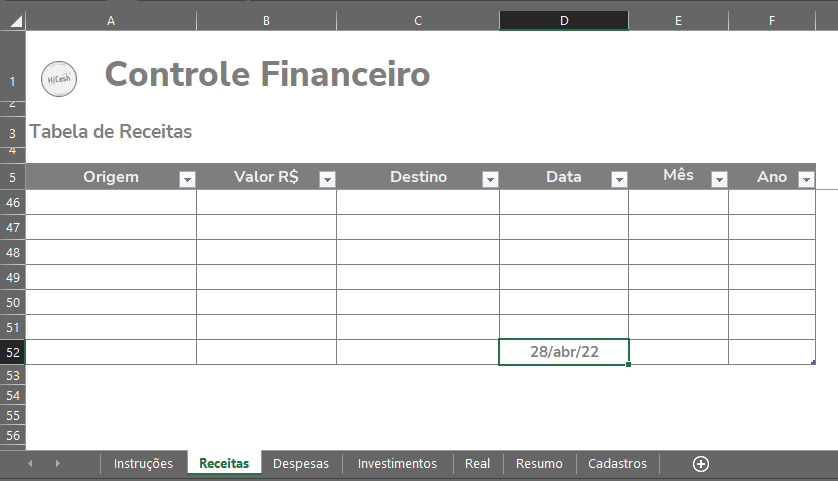 A B C D E F
1 HiCash Controle Financeiro
2
3 Tabela de Receitas
4
5 Origem Valor R$ Destino Data Mês Ano
46
47
48
49
50
51
52 28/abr/22
53
54
55
56
Instruções Receitas Despesas Investimentos Real Resumo Cadastros